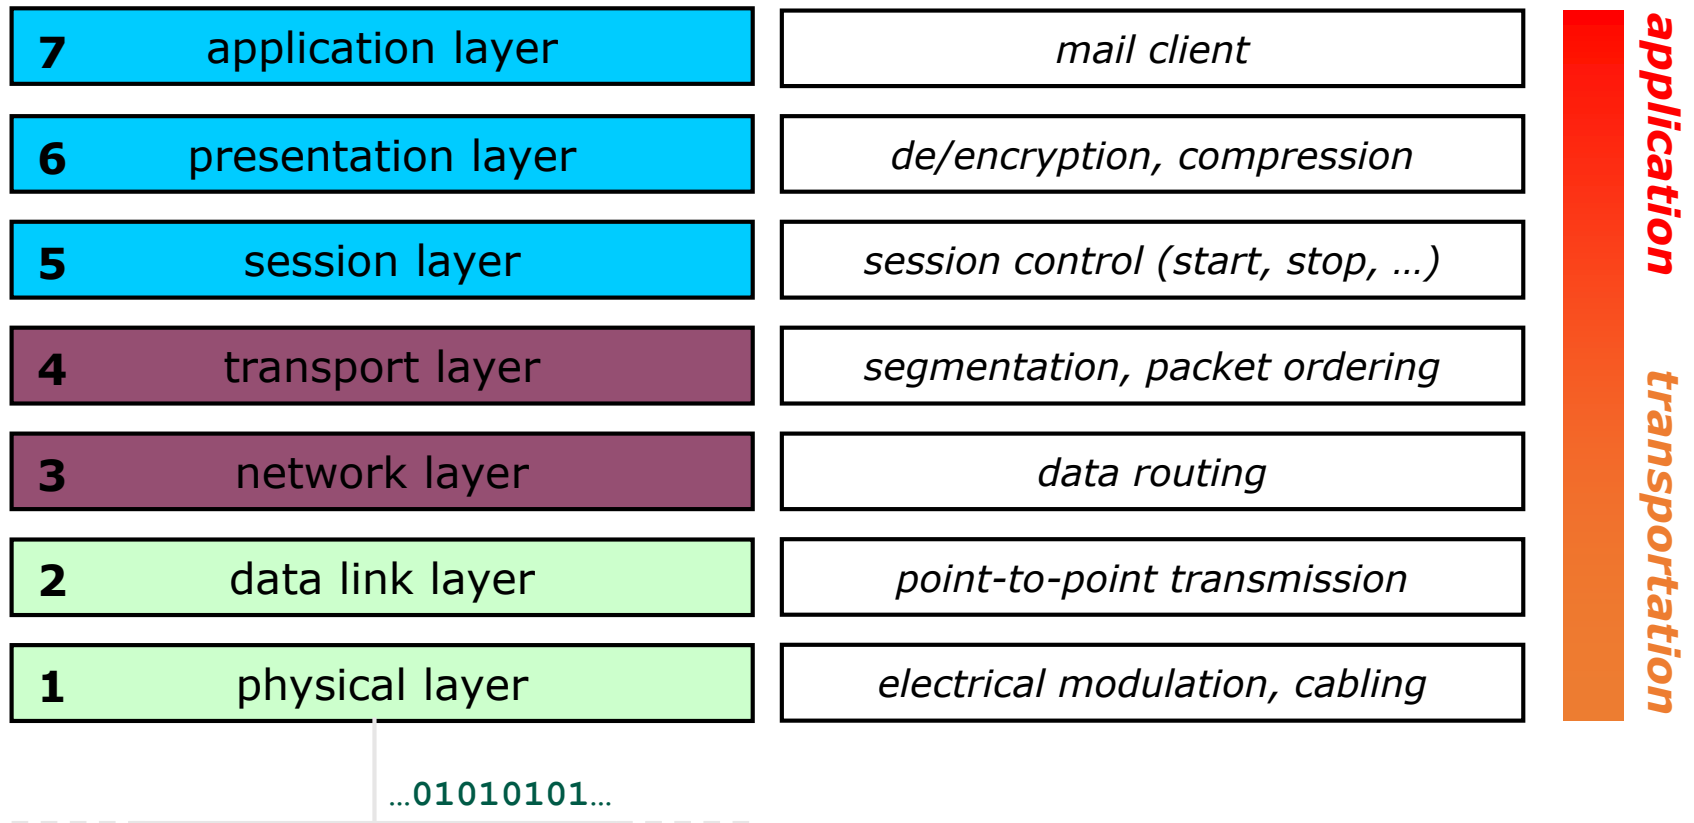 7 application layer mail client
6 presentation layer de/encryption, compression
5 session layer session control (start, stop, …)
4 transport layer segmentation, packet ordering
3 network layer data routing
2 data link layer point-to-point transmission
1 physical layer electrical modulation, cabling
…01010101…
application
transportation